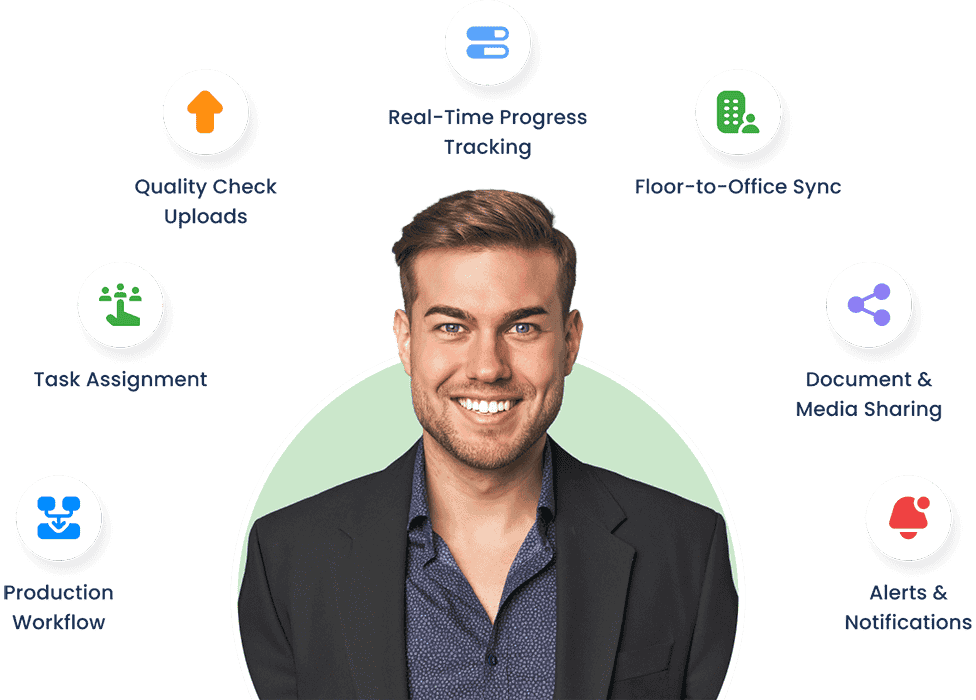 Real-Time Progress
Tracking
Quality Check
Uploads
Floor-to-Office Sync
Task Assignment
Document &
Media Sharing
Production
Workflow
Alerts &
Notifications